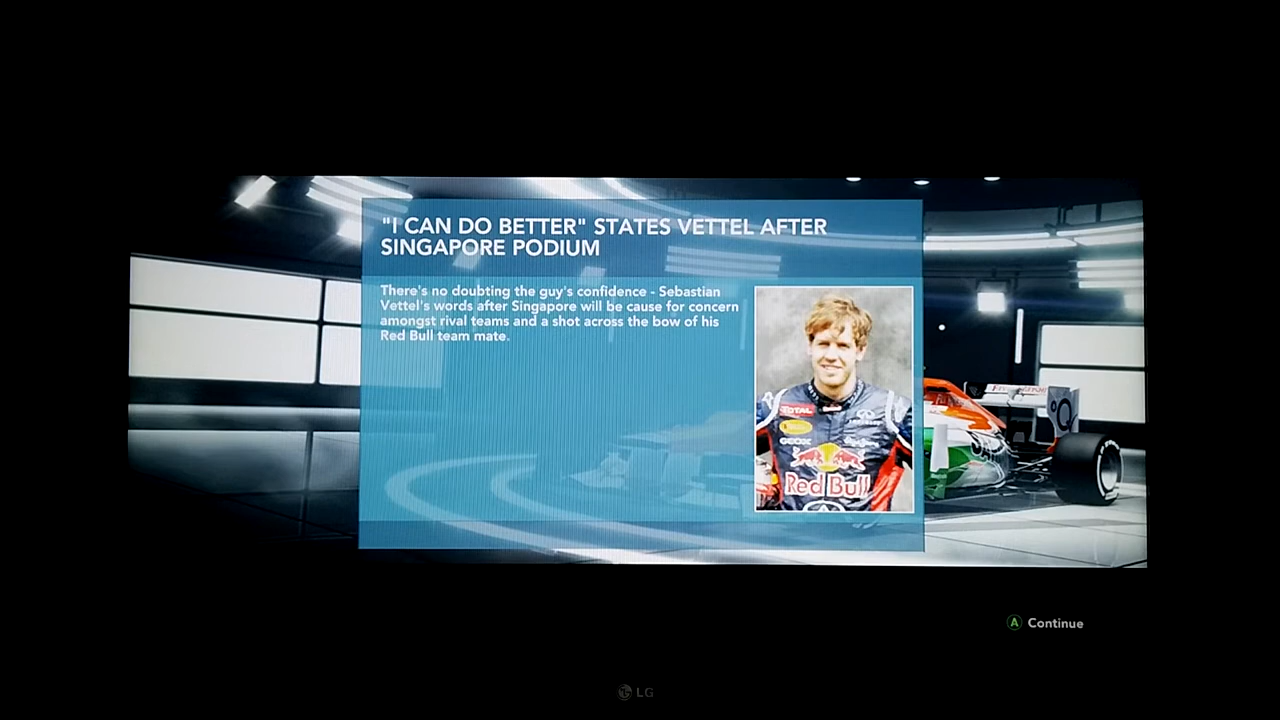 "I CAN DO BETTER" STATES VETTEL AFTER
SINGAPORE PODIUM
There's no doubting the guy's confidence - Sebastian
Vettel's words after Singapore will be cause for concern
amongst rival teams and a shot across the bow of his
Red Bull team mate.
TOTAL
GEOX
Red Bull
A Continue
LG